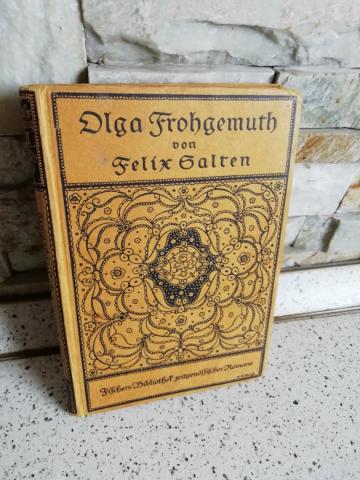 Olga Frohgemuth
von
Felix Salten
Fischers Bibliothek zeitgenössischer Romane